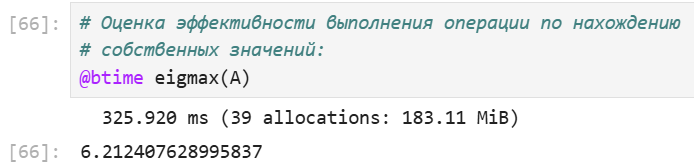 [66]: # Оценка эффективности выполнения операции по нахождению
# собственных значений:
@btime eigmax(A)
325.920 ms (39 allocations: 183.11 MiB)
[66]: 6.212407628995837